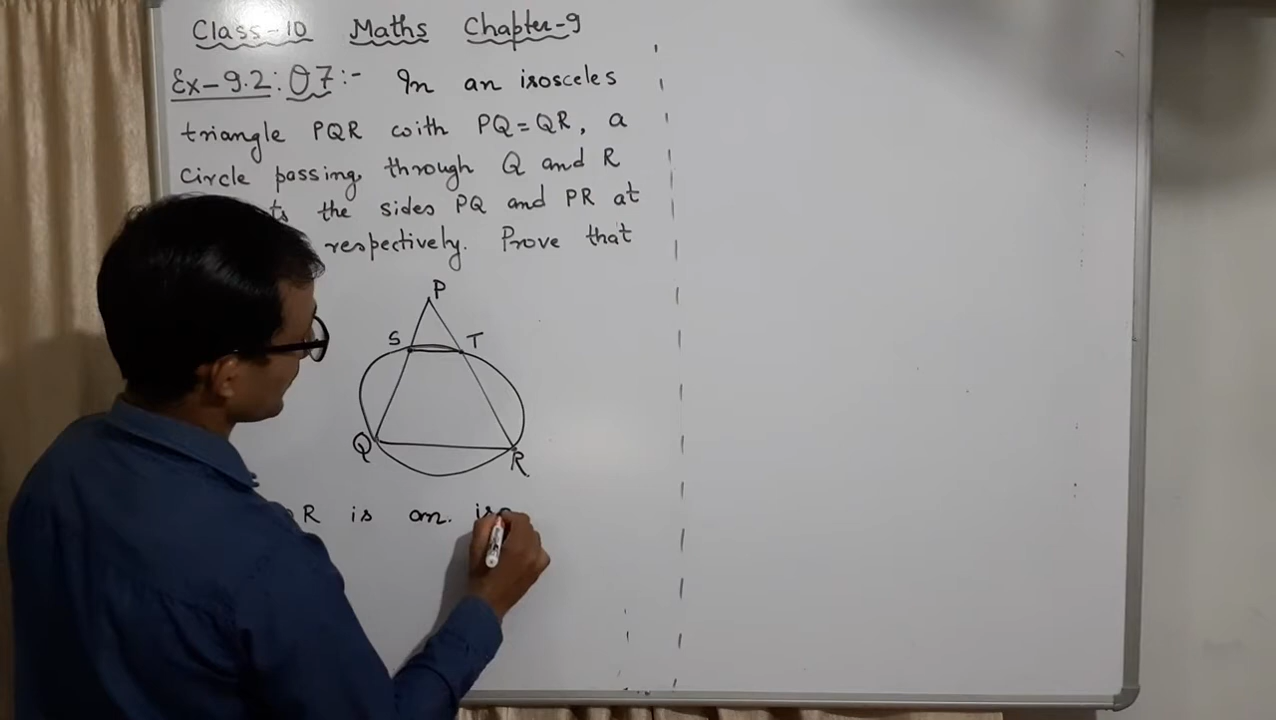 Class-10 Maths Chapter-9
Ex-9.2: Q7:- In an isosceles
triangle PQR with PQ=QR, a
circle passing through Q and R
the sides PQ and PR at
respectively. Prove that
P
S T
Q
R
R is an iso